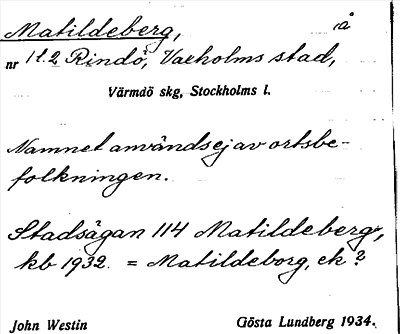 Matildeberg, å
nr 1 l. 2 Rindö, Vaxholms stad,
Värmdö skg, Stockholms l.
Namnet användes ej av ortsbe-
folkningen.
Stadsägan 114 Matildeberg,
kb 1932. = Matildeborg, ek?
John Westin Gösta Lundberg 1934.